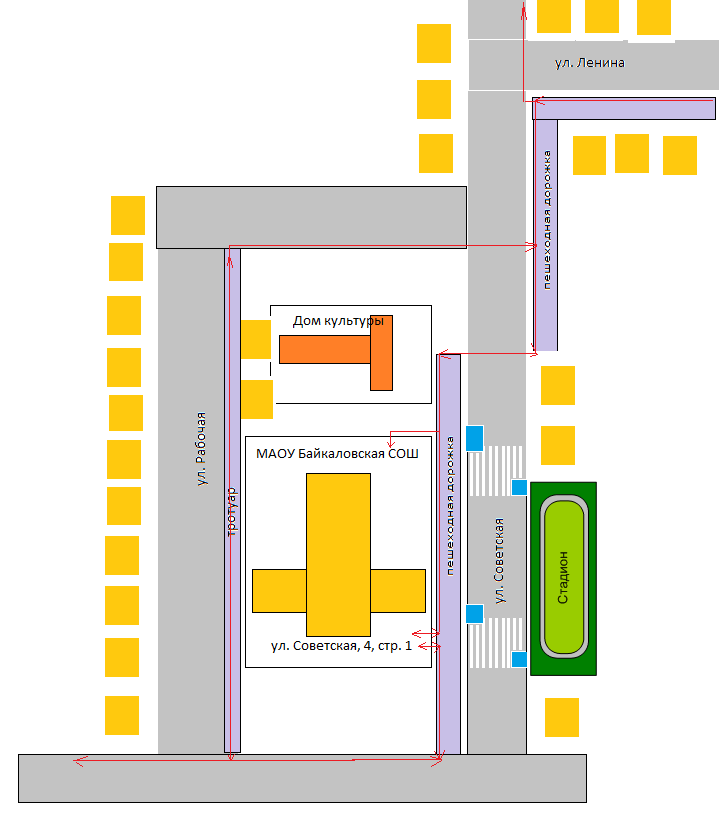 ул. Ленина
пешеходная дорожка
Дом культуры
ул. Рабочая
МАОУ Байкаловская СОШ
тротуар
пешеходная дорожка
ул. Советская
Стадион
ул. Советская, 4, стр. 1